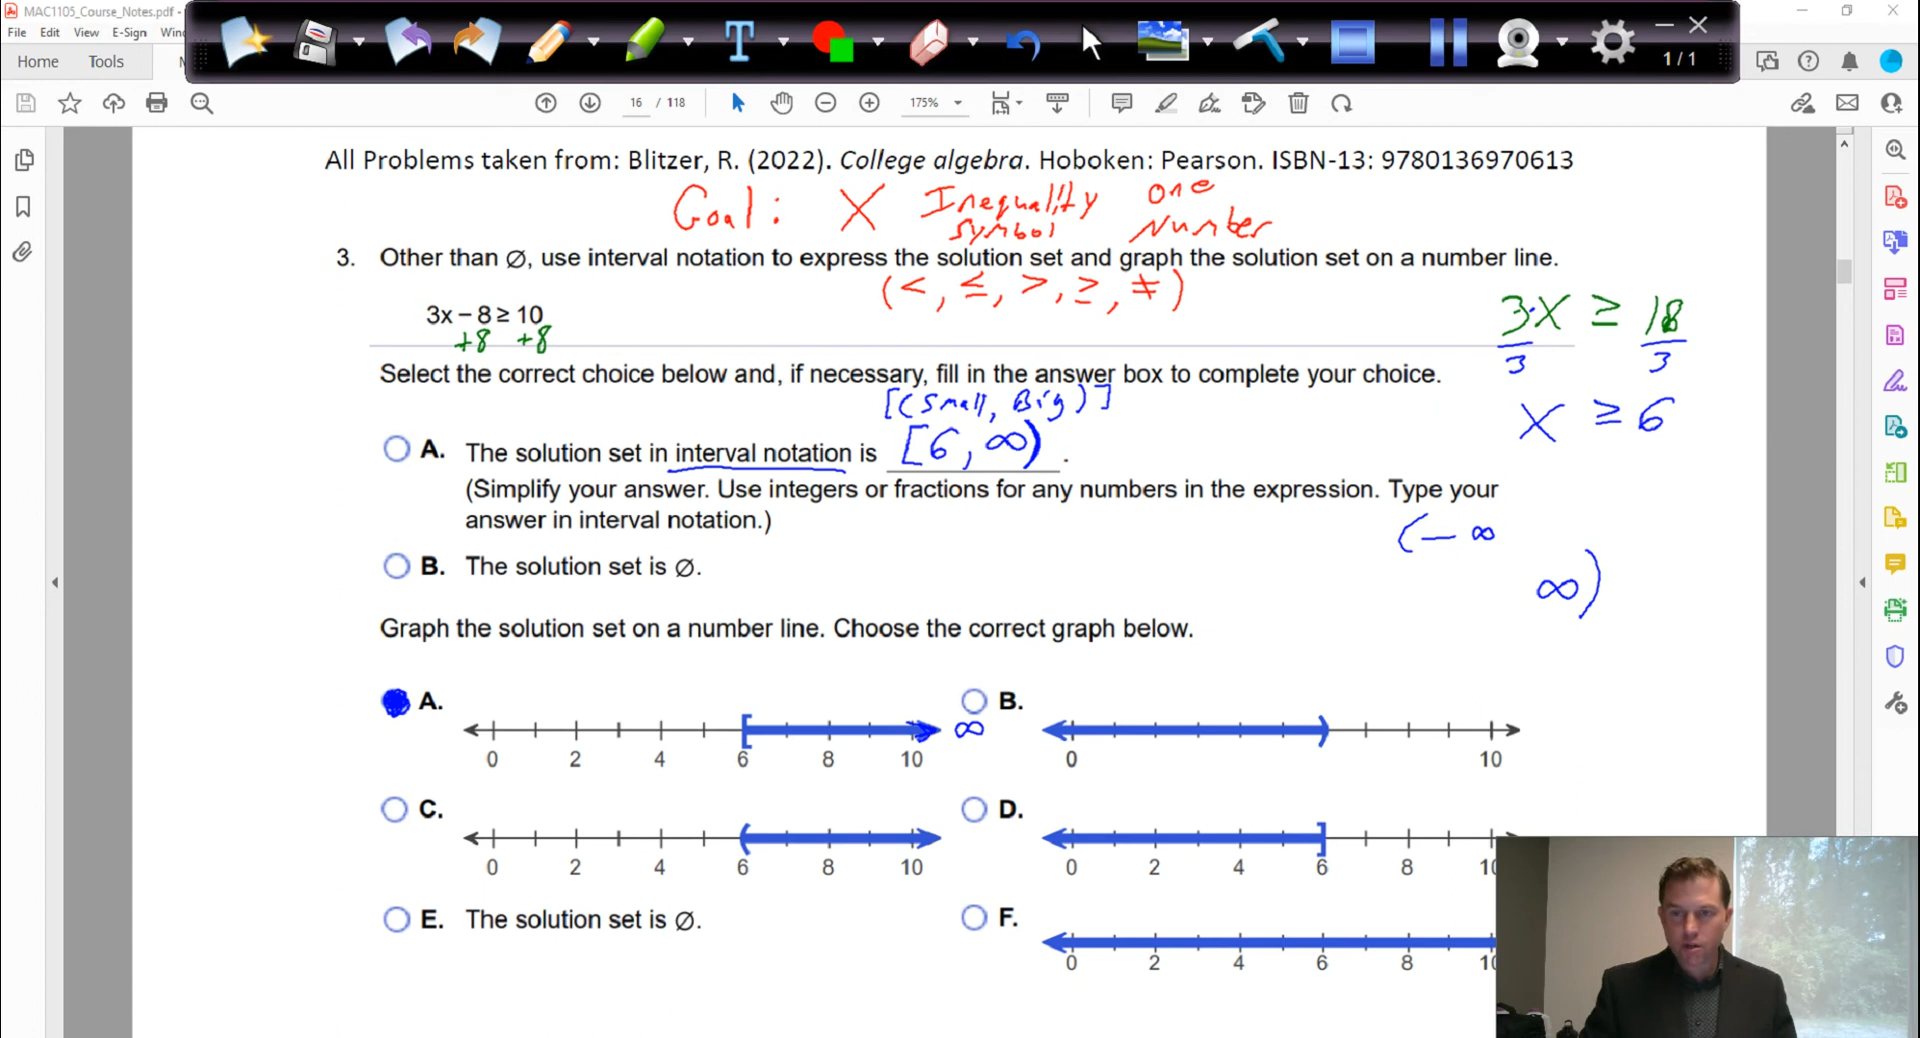 MAC1105_Course_Notes.pdf
File Edit View E-Sign
1 / 1
Home Tools
16 / 118
175%
All Problems taken from: Blitzer, R. (2022). College algebra. Hoboken: Pearson. ISBN-13: 9780136970613
Goal: X Inequality symbol one Number
3. Other than ∅, use interval notation to express the solution set and graph the solution set on a number line.
(<, ≤, >, ≥, ≠)
3x − 8 ≥ 10
+8 +8
3·X ≥ 18
3 3
X ≥ 6
Select the correct choice below and, if necessary, fill in the answer box to complete your choice.
[(Small, Big)]
A. The solution set in interval notation is [6, ∞).
(Simplify your answer. Use integers or fractions for any numbers in the expression. Type your
answer in interval notation.)
(−∞
∞)
B. The solution set is ∅.
Graph the solution set on a number line. Choose the correct graph below.
A. ∞
0 2 4 6 8 10
B.
0 10
C.
0 2 4 6 8 10
D.
0 2 4 6 8
E. The solution set is ∅.
F.
0 2 4 6 8